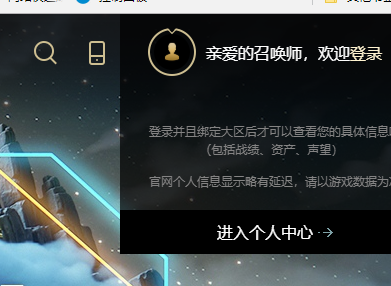 亲爱的召唤师，欢迎登录
登录并且绑定大区后才可以查看您的具体信息
（包括战绩、资产、声望）
官网个人信息显示略有延迟，请以游戏数据为
进入个人中心